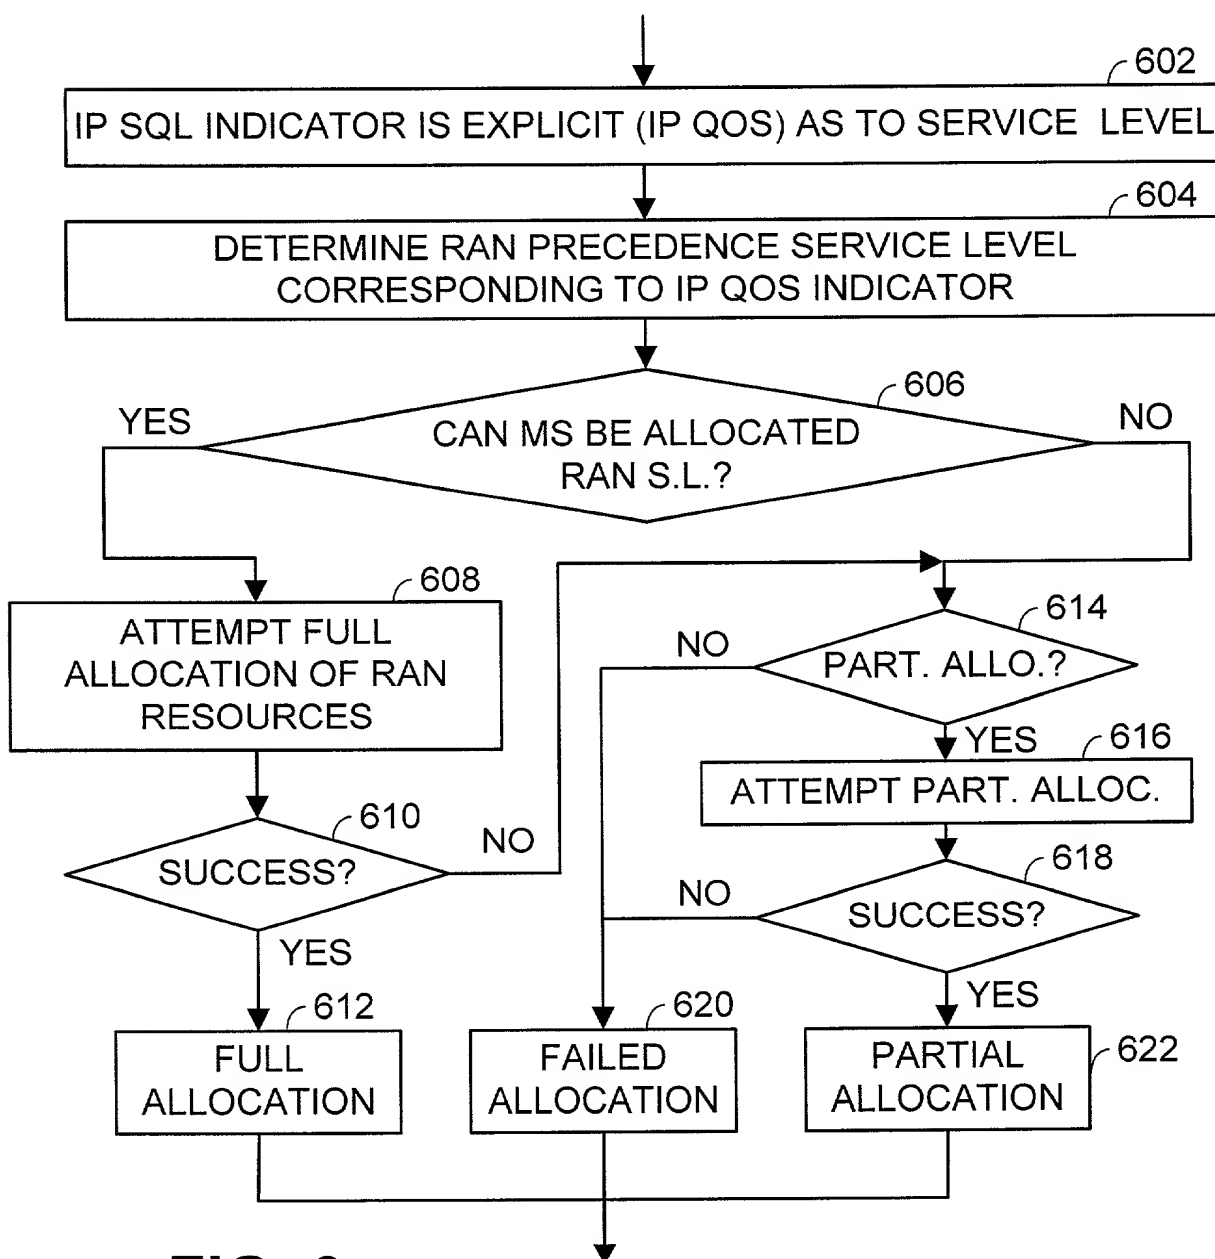 602
IP SQL INDICATOR IS EXPLICIT (IP QOS) AS TO SERVICE LEVEL
604
DETERMINE RAN PRECEDENCE SERVICE LEVEL
CORRESPONDING TO IP QOS INDICATOR
606
YES
NO
CAN MS BE ALLOCATED
RAN S.L.?
608
ATTEMPT FULL
ALLOCATION OF RAN
RESOURCES
614
NO
PART. ALLO.?
YES
616
ATTEMPT PART. ALLOC.
610
NO
SUCCESS?
YES
618
NO
SUCCESS?
YES
612
FULL
ALLOCATION
620
FAILED
ALLOCATION
622
PARTIAL
ALLOCATION